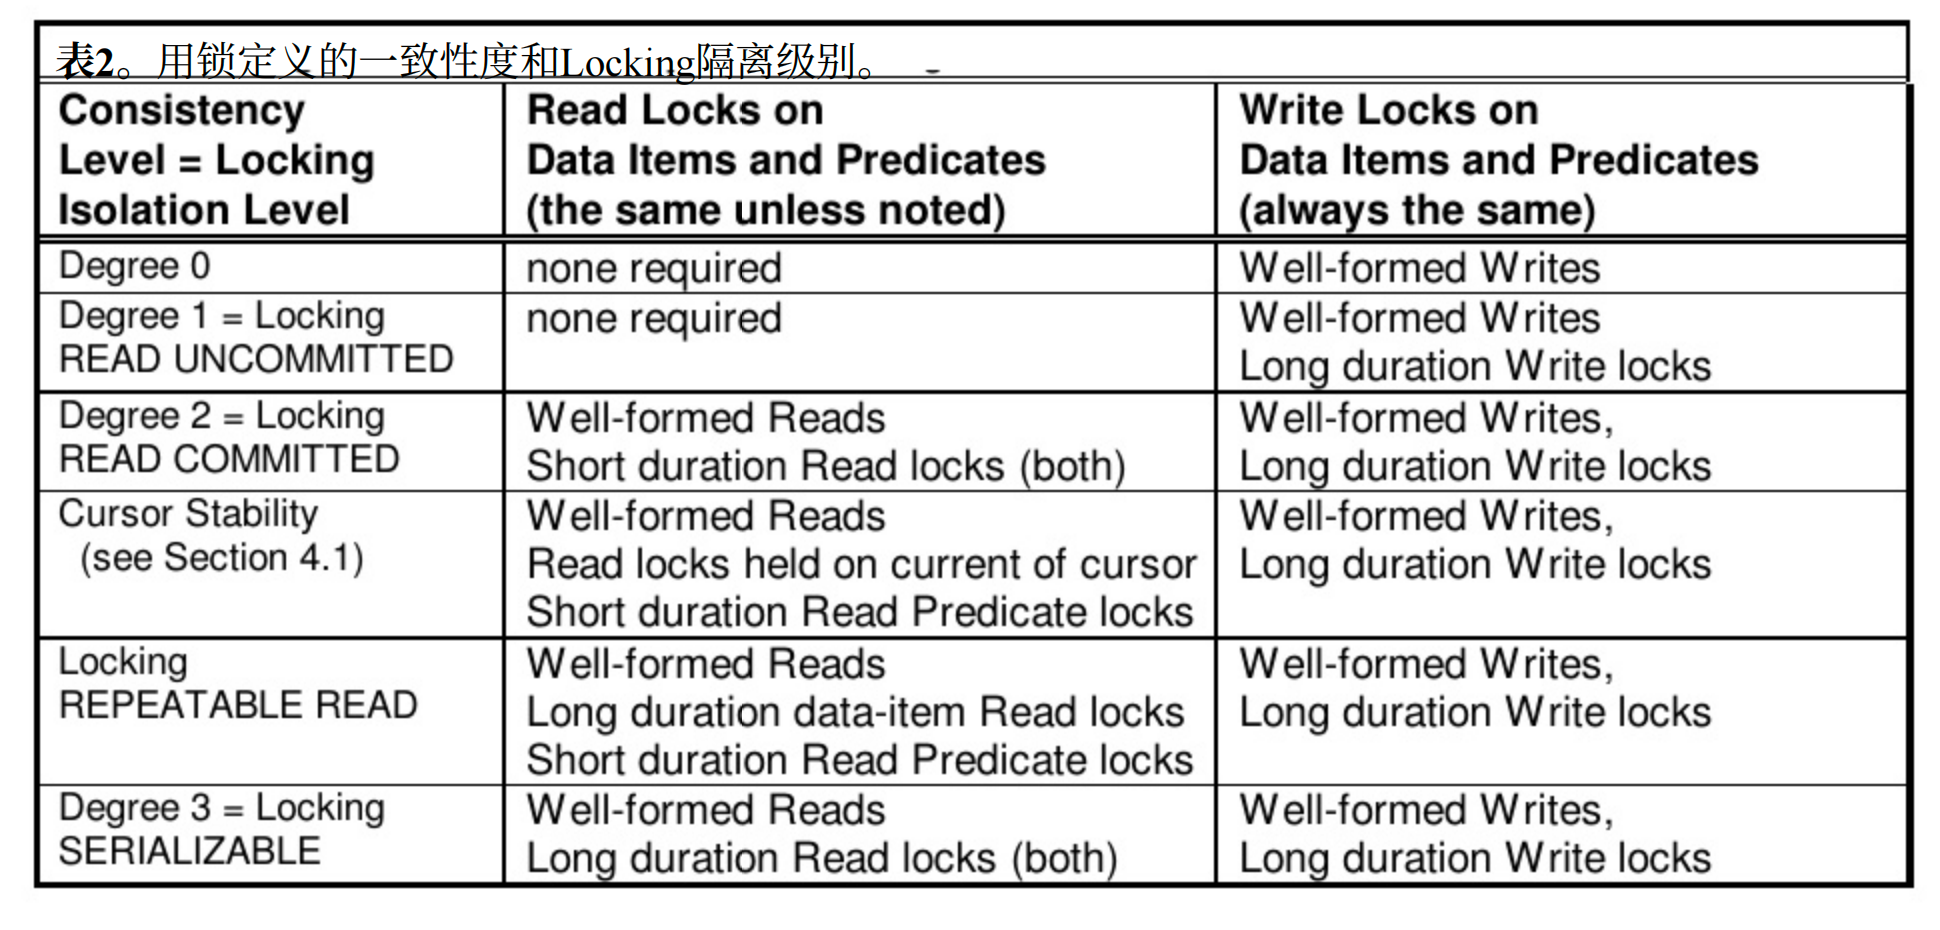 表2。用锁定义的一致性度和Locking隔离级别。
Consistency
Level = Locking
Isolation Level
Read Locks on
Data Items and Predicates
(the same unless noted)
Write Locks on
Data Items and Predicates
(always the same)
Degree 0
none required
Well-formed Writes
Degree 1 = Locking
READ UNCOMMITTED
none required
Well-formed Writes
Long duration Write locks
Degree 2 = Locking
READ COMMITTED
Well-formed Reads
Short duration Read locks (both)
Well-formed Writes,
Long duration Write locks
Cursor Stability
(see Section 4.1)
Well-formed Reads
Read locks held on current of cursor
Short duration Read Predicate locks
Well-formed Writes,
Long duration Write locks
Locking
REPEATABLE READ
Well-formed Reads
Long duration data-item Read locks
Short duration Read Predicate locks
Well-formed Writes,
Long duration Write locks
Degree 3 = Locking
SERIALIZABLE
Well-formed Reads
Long duration Read locks (both)
Well-formed Writes,
Long duration Write locks